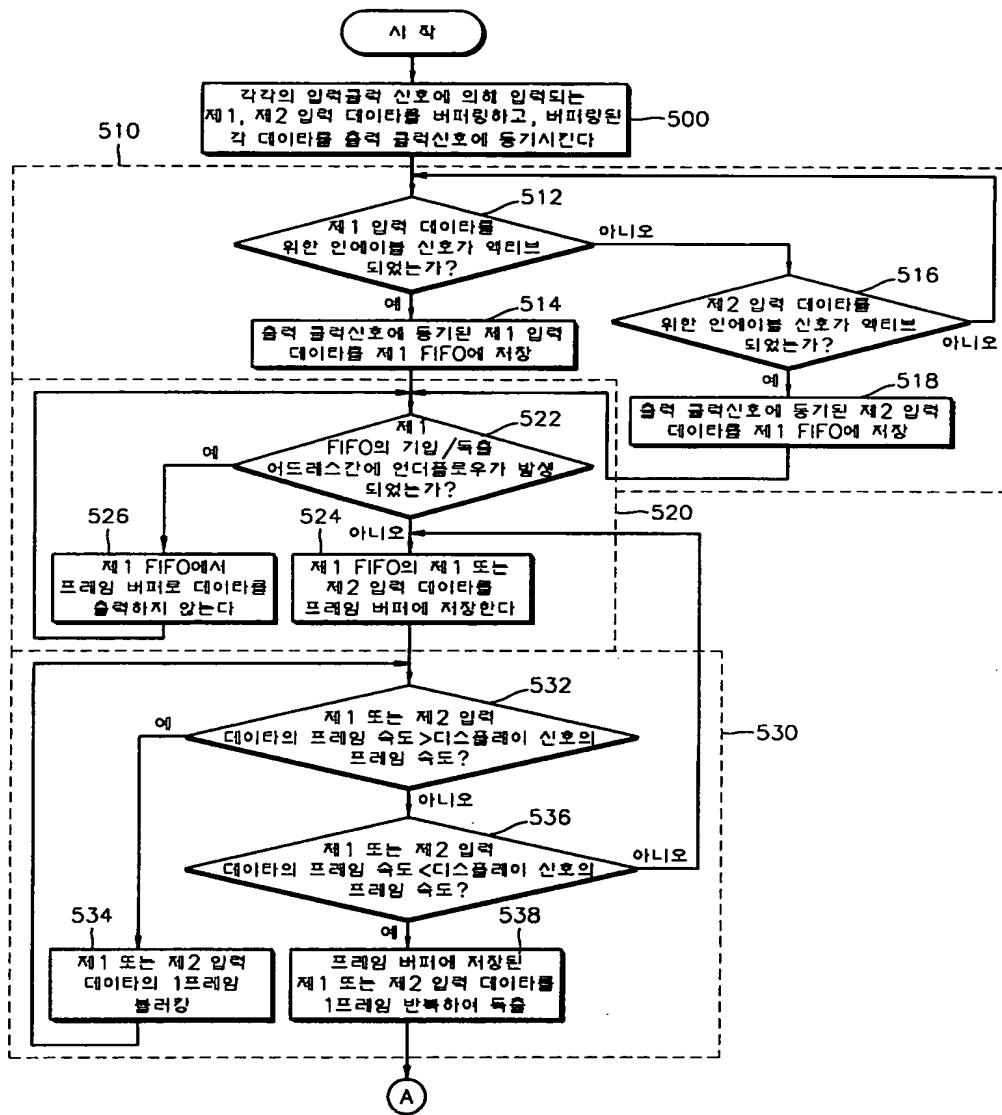 시 작
각각의 입력클럭 신호에 의해 입력되는
제1, 제2 입력 데이타를 버퍼링하고, 버퍼링된
각 데이타를 출력 클럭신호에 동기시킨다
500
510
512
제1 입력 데이타를
위한 인에이블 신호가 액티브
되었는가?
아니오
예
514
출력 클럭신호에 동기된 제1 입력
데이타를 제1 FIFO에 저장
516
제2 입력 데이타를
위한 인에이블 신호가 액티브
되었는가?
아니오
예
518
출력 클럭신호에 동기된 제2 입력
데이타를 제1 FIFO에 저장
522
제1
FIFO의 기입/독출
어드레스간에 언더플로우가 발생
되었는가?
예
아니오
520
526
제1 FIFO에서
프레임 버퍼로 데이타를
출력하지 않는다
524
제1 FIFO의 제1 또는
제2 입력 데이타를
프레임 버퍼에 저장한다
532
제1 또는 제2 입력
데이타의 프레임 속도>디스플레이 신호의
프레임 속도?
예
아니오
530
536
제1 또는 제2 입력
데이타의 프레임 속도<디스플레이 신호의
프레임 속도?
아니오
예
534
제1 또는 제2 입력
데이타의 1프레임
블러킹
538
프레임 버퍼에 저장된
제1 또는 제2 입력 데이타를
1프레임 반복하여 독출
A